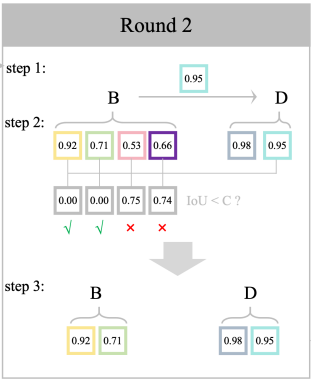 Round 2
step 1:
0.95
B D
step 2:
0.92 0.71 0.53 0.66 0.98 0.95
0.00 0.00 0.75 0.74 IoU < C ?
√ √ × ×
step 3:
B D
0.92 0.71 0.98 0.95